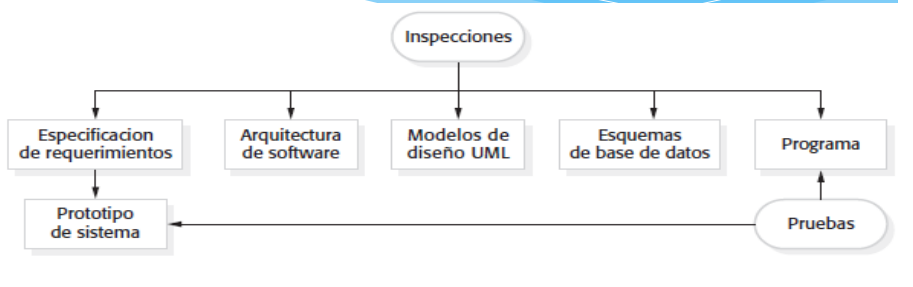 Inspecciones
Especificacion
de requerimientos
Arquitectura
de software
Modelos de
diseño UML
Esquemas
de base de datos
Programa
Prototipo
de sistema
Pruebas